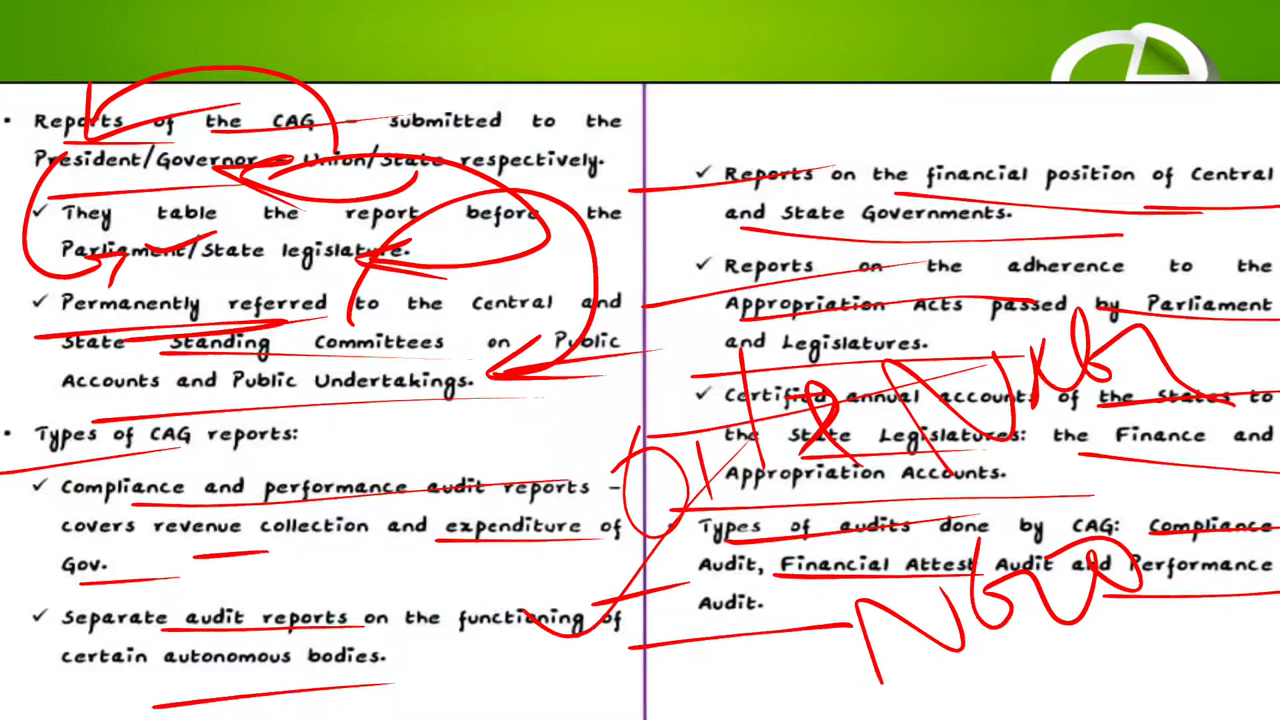 • Reports of the CAG – submitted to the
President/Governor – Union/State respectively.
✓ They table the report before the
Parliament/State legislature.
✓ Permanently referred to the Central and
State Standing Committees on Public
Accounts and Public Undertakings.
• Types of CAG reports:
✓ Compliance and performance audit reports –
covers revenue collection and expenditure of
Gov.
✓ Separate audit reports on the functioning of
certain autonomous bodies.
✓ Reports on the financial position of Central
and State Governments.
✓ Reports on the adherence to the
Appropriation Acts passed by Parliament
and Legislatures.
✓ Certified annual accounts of the States to
the State Legislatures: the Finance and
Appropriation Accounts.
• Types of audits done by CAG: Compliance
Audit, Financial Attest Audit and Performance
Audit.